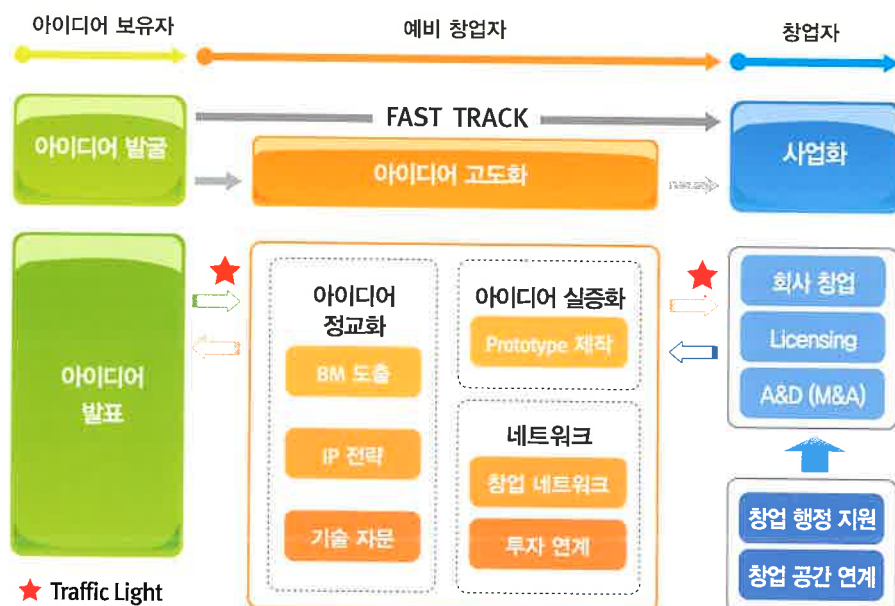 아이디어 보유자
예비 창업자
창업자
FAST TRACK
아이디어 발굴
아이디어 고도화
사업화
아이디어
발표
아이디어
정교화
BM 도출
IP 전략
기술 자문
아이디어 실증화
Prototype 제작
네트워크
창업 네트워크
투자 연계
회사 창업
Licensing
A&D (M&A)
창업 행정 지원
창업 공간 연계
★ Traffic Light